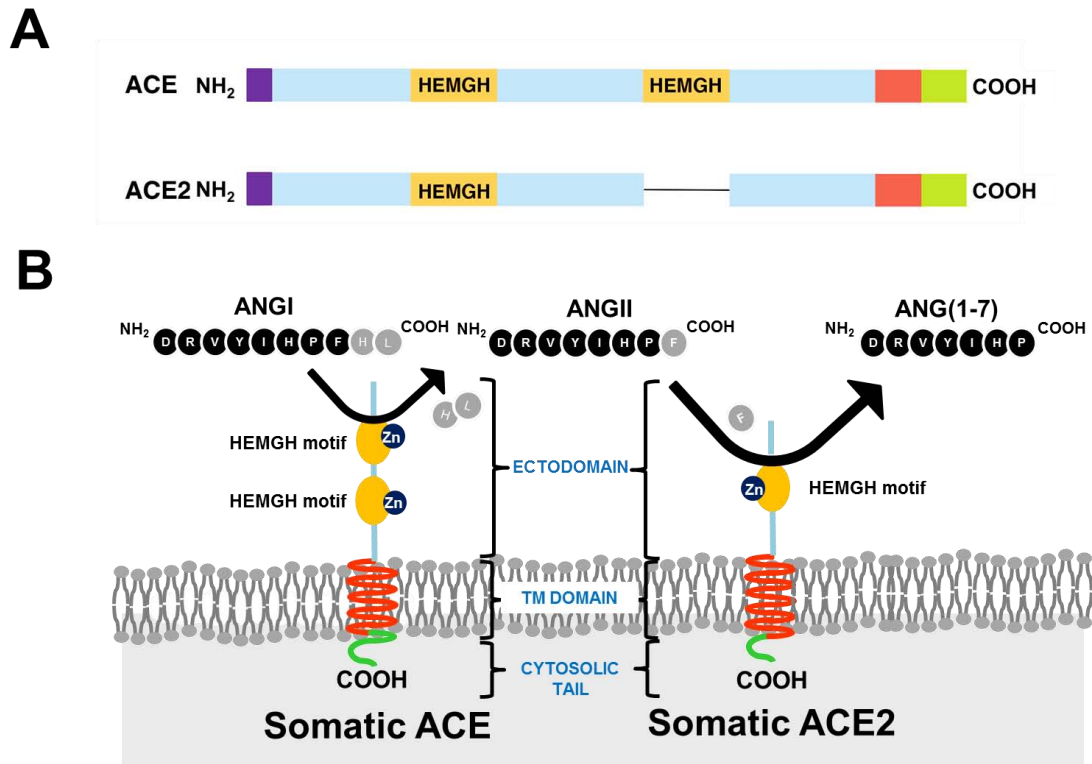 A
ACE NH2 HEMGH HEMGH COOH
ACE2 NH2 HEMGH COOH
B
ANGI ANGII ANG(1-7)
NH2 D R V Y I H P F H L COOH
NH2 D R V Y I H P F COOH
NH2 D R V Y I H P COOH
H L
F
HEMGH motif Zn
HEMGH motif Zn
ECTODOMAIN
Zn HEMGH motif
TM DOMAIN
CYTOSOLIC
TAIL
COOH
COOH
Somatic ACE Somatic ACE2